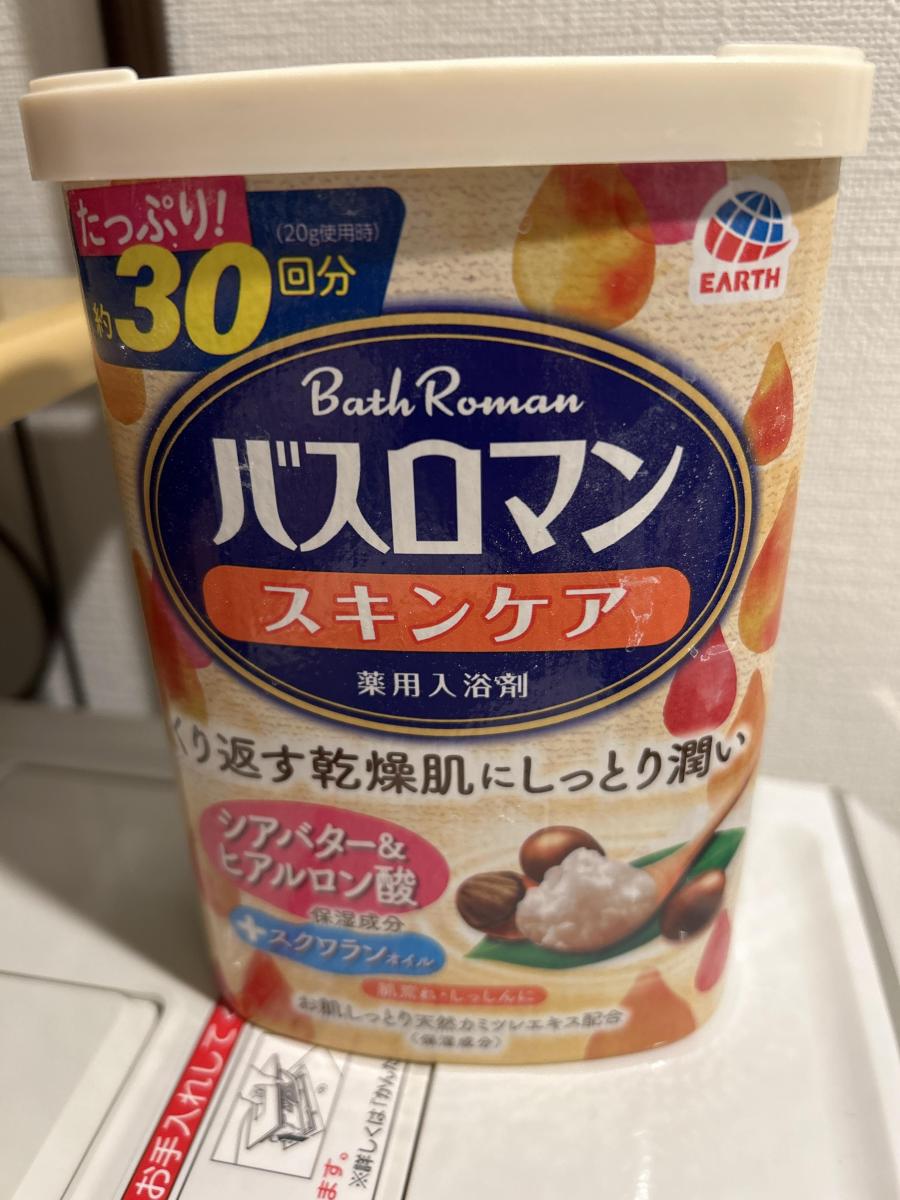 たっぷり!
(20g使用時)
約30回分
EARTH
Bath Roman
バスロマン
スキンケア
薬用入浴剤
くり返す乾燥肌にしっとり潤い
シアバター&
ヒアルロン酸
保湿成分
+スクワランオイル
肌荒れ・しっしんに
お肌しっとり天然カミツレエキス配合
(保湿成分)
お手入れして
ます。
※詳しくは「かんた